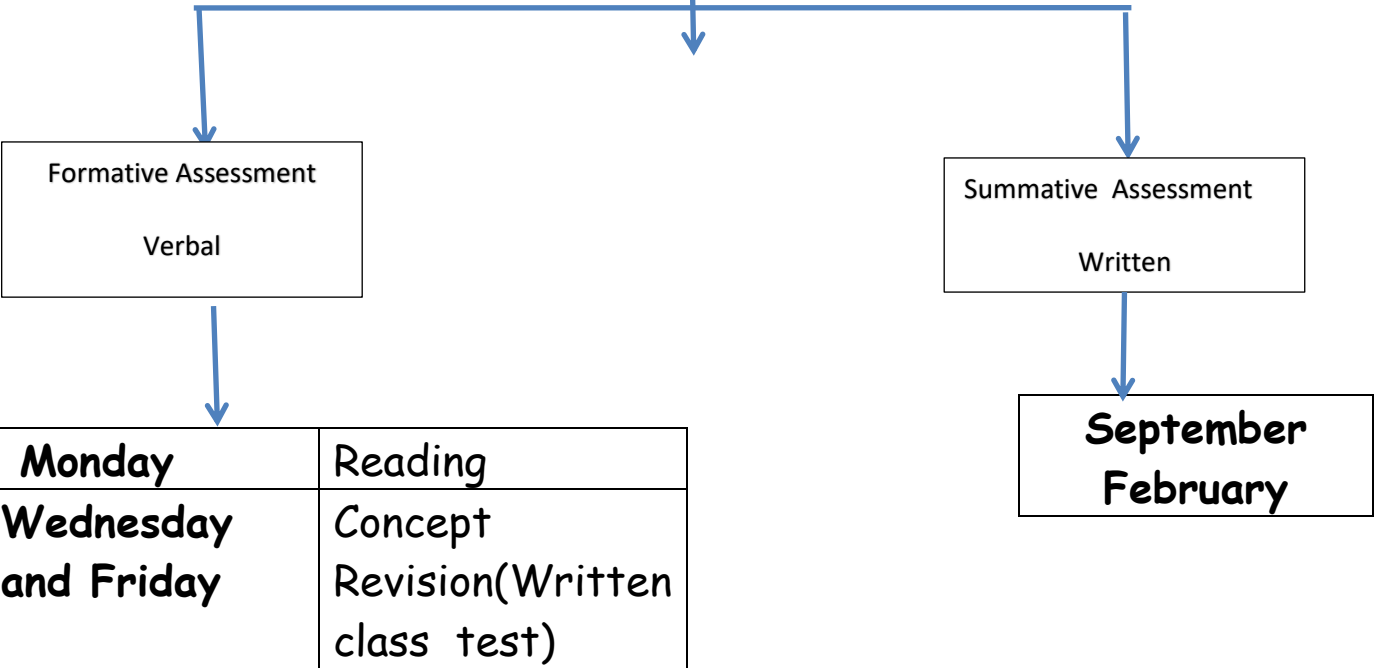 Formative Assessment
Verbal
Summative Assessment
Written
Monday
Reading
Wednesday
and Friday
Concept
Revision(Written
class test)
September
February